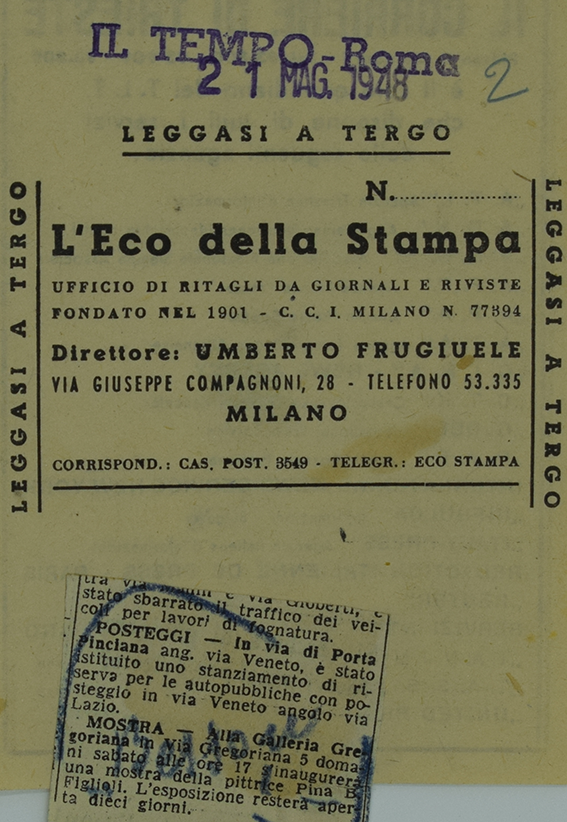 IL TEMPO - Roma
21 MAG. 1948
2
LEGGASI A TERGO
LEGGASI A TERGO
LEGGASI A TERGO
N.
L'Eco della Stampa
UFFICIO DI RITAGLI DA GIORNALI E RIVISTE
FONDATO NEL 1901 - C. C. I. MILANO N. 77394
Direttore: UMBERTO FRUGIUELE
VIA GIUSEPPE COMPAGNONI, 28 - TELEFONO 53.335
MILANO
CORRISPOND.: CAS. POST. 3549 - TELEGR.: ECO STAMPA
tra via e via Gioberti, è
stato sbarrato il traffico dei vei-
coli per lavori di fognatura.
POSTEGGI — In via di Porta
Pinciana ang. via Veneto, è stato
istituito uno stanziamento di ri-
serva per le autopubbliche con po-
steggio in via Veneto angolo via
Lazio.
MOSTRA — Alla Galleria Gre-
goriana in via Gregoriana 5 doma-
ni sabato alle ore 17 s'inaugurerà
una mostra della pittrice Pina B.
Figlioli. L'esposizione resterà aper-
ta dieci giorni.